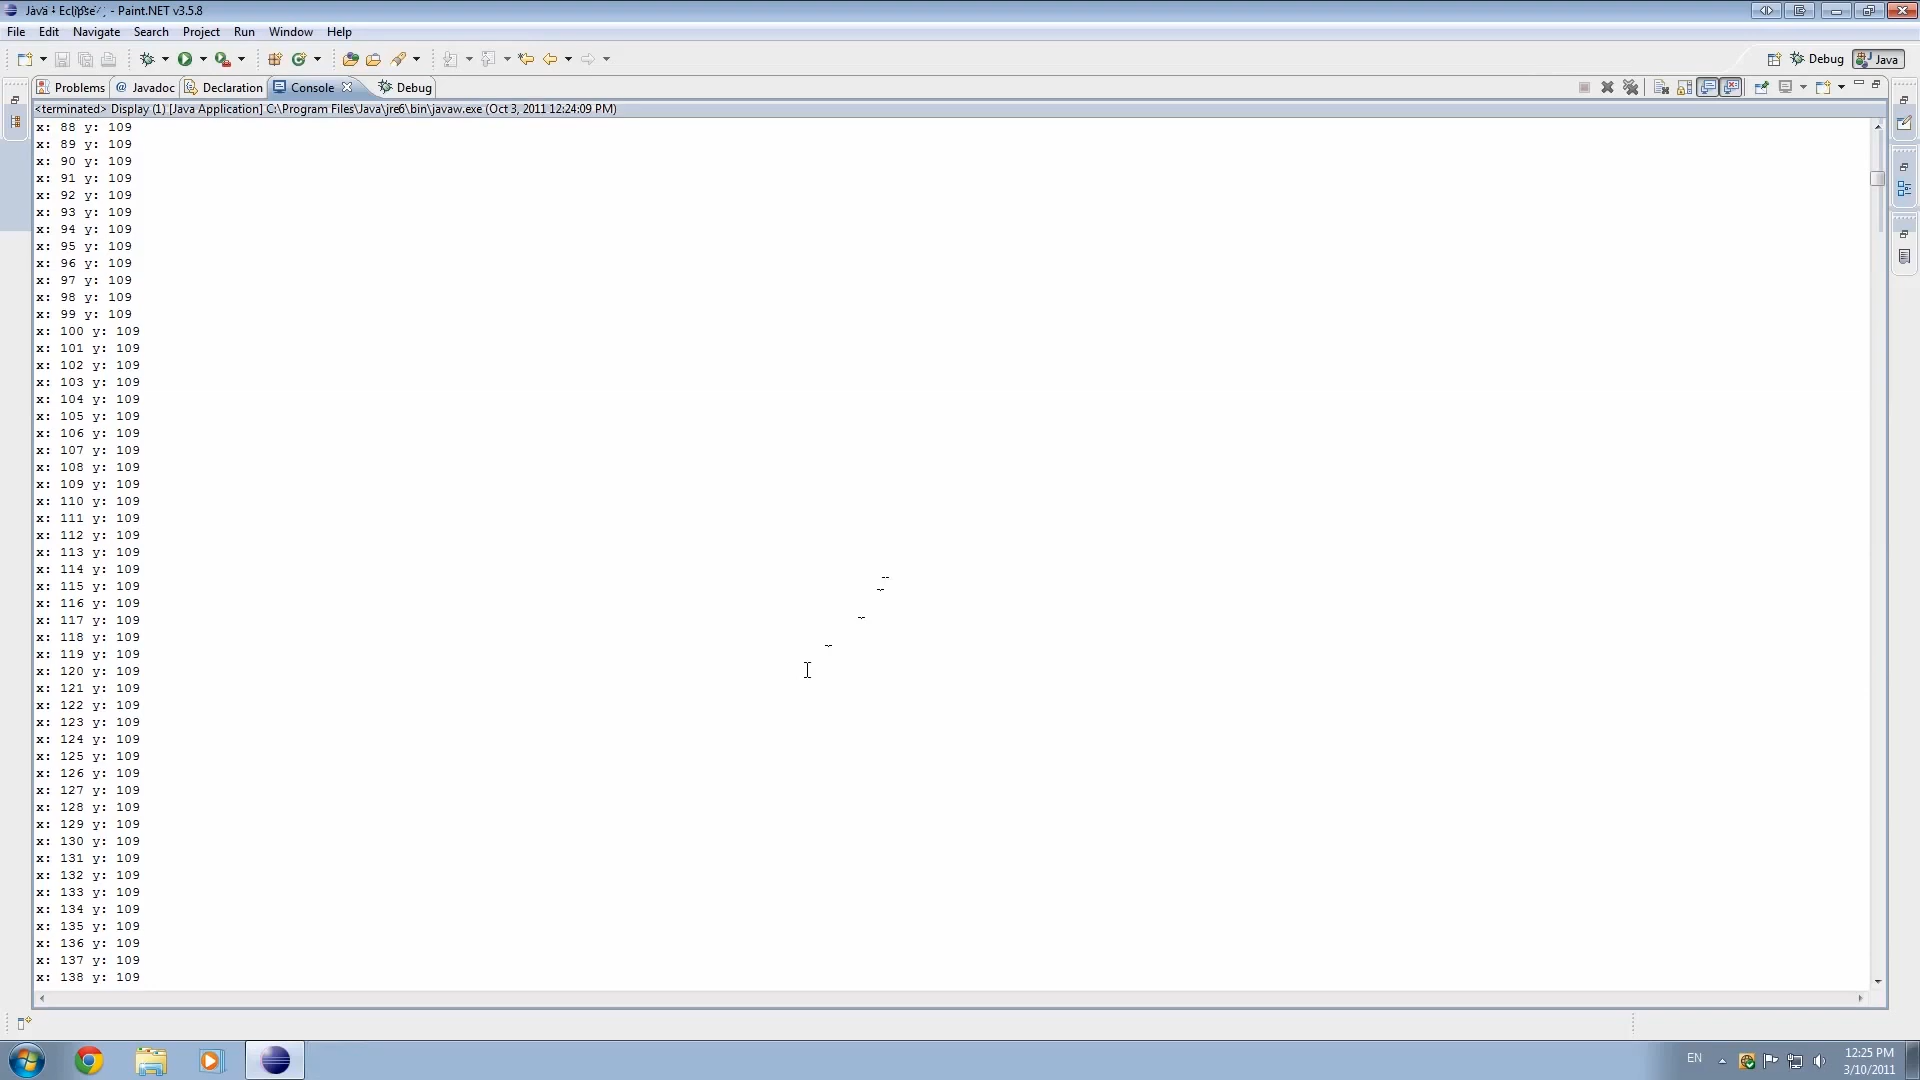 Java - Eclipse - Paint.NET v3.5.8
File Edit Navigate Search Project Run Window Help
Debug Java
Problems @ Javadoc Declaration Console Debug
<terminated> Display (1) [Java Application] C:\Program Files\Java\jre6\bin\javaw.exe (Oct 3, 2011 12:24:09 PM)
x: 88 y: 109
x: 89 y: 109
x: 90 y: 109
x: 91 y: 109
x: 92 y: 109
x: 93 y: 109
x: 94 y: 109
x: 95 y: 109
x: 96 y: 109
x: 97 y: 109
x: 98 y: 109
x: 99 y: 109
x: 100 y: 109
x: 101 y: 109
x: 102 y: 109
x: 103 y: 109
x: 104 y: 109
x: 105 y: 109
x: 106 y: 109
x: 107 y: 109
x: 108 y: 109
x: 109 y: 109
x: 110 y: 109
x: 111 y: 109
x: 112 y: 109
x: 113 y: 109
x: 114 y: 109
x: 115 y: 109
x: 116 y: 109
x: 117 y: 109
x: 118 y: 109
x: 119 y: 109
x: 120 y: 109
x: 121 y: 109
x: 122 y: 109
x: 123 y: 109
x: 124 y: 109
x: 125 y: 109
x: 126 y: 109
x: 127 y: 109
x: 128 y: 109
x: 129 y: 109
x: 130 y: 109
x: 131 y: 109
x: 132 y: 109
x: 133 y: 109
x: 134 y: 109
x: 135 y: 109
x: 136 y: 109
x: 137 y: 109
x: 138 y: 109
EN
12:25 PM
3/10/2011